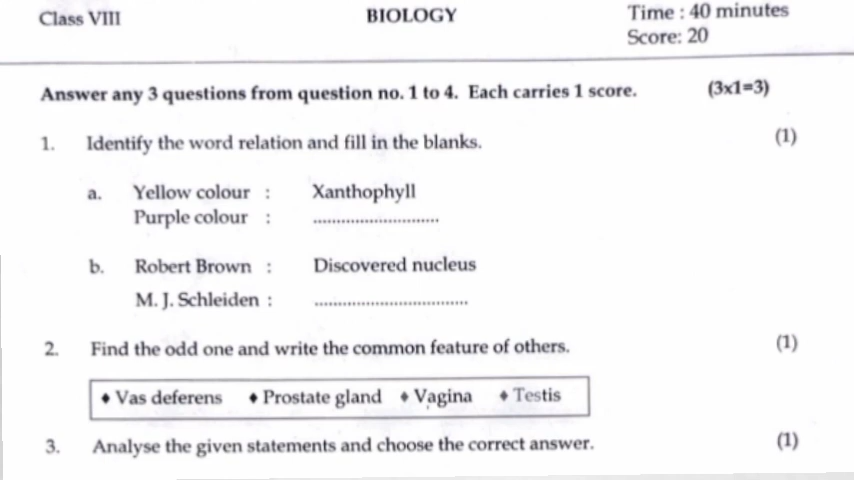 Class VIII BIOLOGY Time : 40 minutes
Score: 20
Answer any 3 questions from question no. 1 to 4. Each carries 1 score. (3x1=3)
1. Identify the word relation and fill in the blanks. (1)
a. Yellow colour : Xanthophyll
Purple colour : ............................
b. Robert Brown : Discovered nucleus
M. J. Schleiden : .................................
2. Find the odd one and write the common feature of others. (1)
♦ Vas deferens ♦ Prostate gland ♦ Vagina ♦ Testis
3. Analyse the given statements and choose the correct answer. (1)